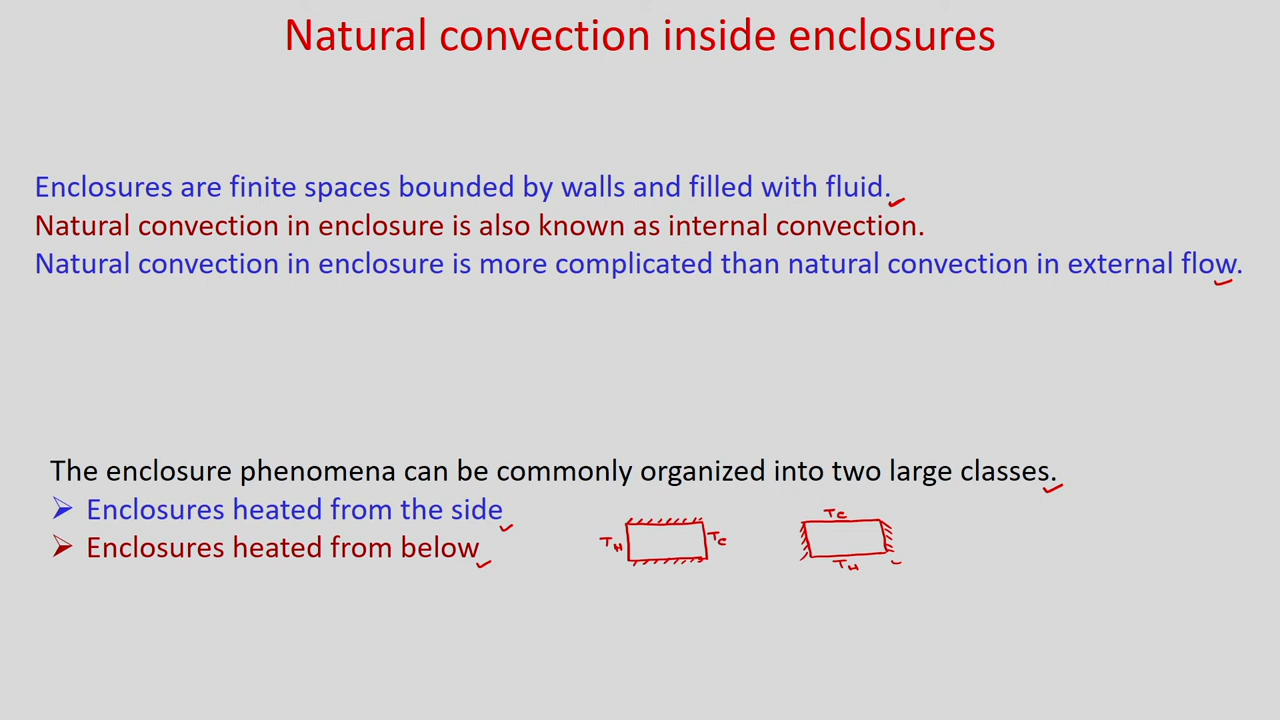 Natural convection inside enclosures
Enclosures are finite spaces bounded by walls and filled with fluid.
Natural convection in enclosure is also known as internal convection.
Natural convection in enclosure is more complicated than natural convection in external flow.
The enclosure phenomena can be commonly organized into two large classes.
Enclosures heated from the side
Enclosures heated from below
TH
TC
TC
TH